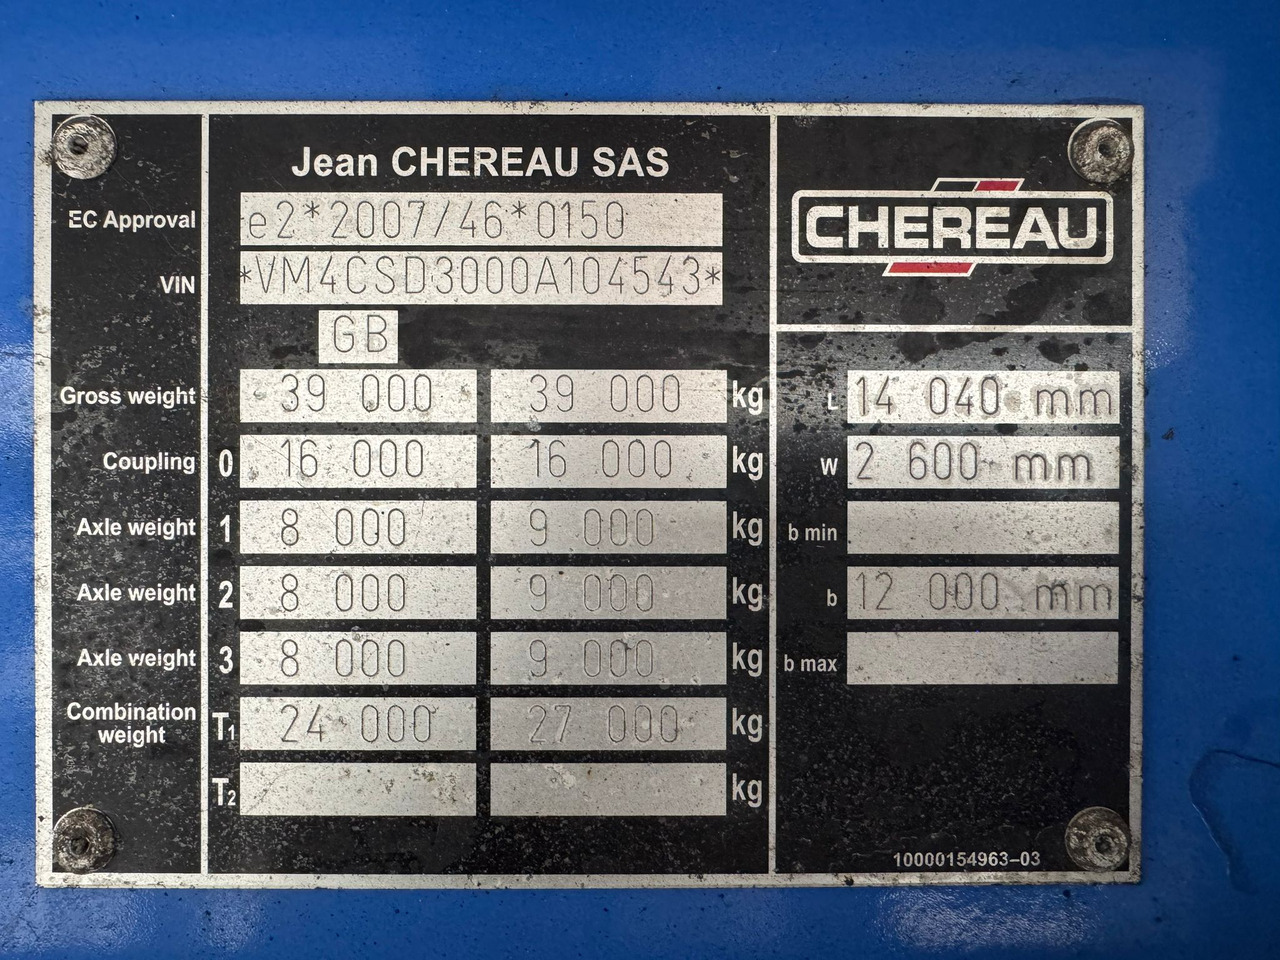 Jean CHEREAU SAS
EC Approval e2*2007/46*0150
VIN *VM4CSD3000A104543*
GB
Gross weight 39 000 39 000 kg
Coupling 0 16 000 16 000 kg
Axle weight 1 8 000 9 000 kg
Axle weight 2 8 000 9 000 kg
Axle weight 3 8 000 9 000 kg
Combination weight T1 24 000 27 000 kg
T2 kg
CHEREAU
L 14 040 mm
W 2 600 mm
b min
b 12 000 mm
b max
10000154963–03